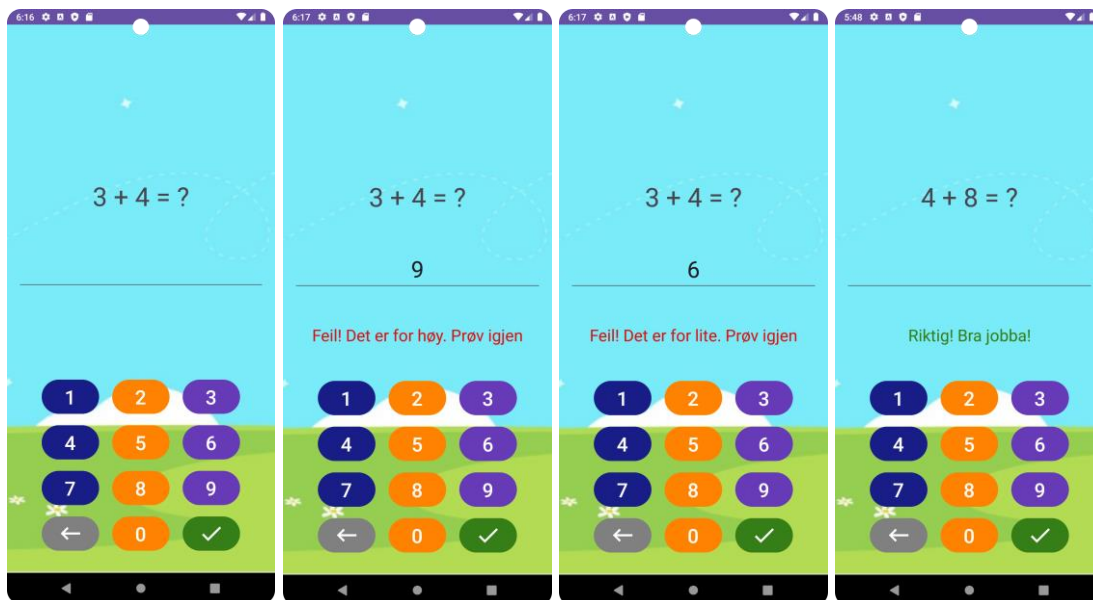 6:16
3 + 4 = ?
1 2 3
4 5 6
7 8 9
0
6:17
3 + 4 = ?
9
Feil! Det er for høy. Prøv igjen
1 2 3
4 5 6
7 8 9
0
6:17
3 + 4 = ?
6
Feil! Det er for lite. Prøv igjen
1 2 3
4 5 6
7 8 9
0
5:48
4 + 8 = ?
Riktig! Bra jobba!
1 2 3
4 5 6
7 8 9
0